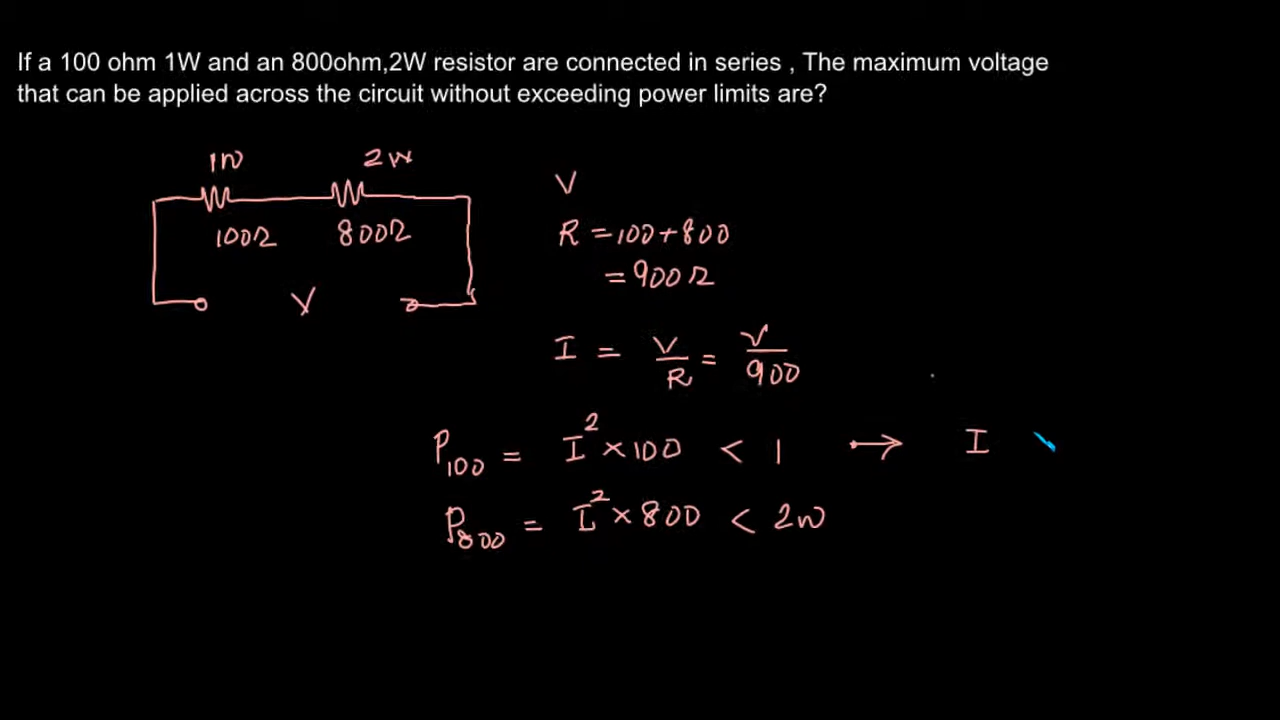 If a 100 ohm 1W and an 800ohm,2W resistor are connected in series , The maximum voltage
that can be applied across the circuit without exceeding power limits are?
1W 2W
100Ω 800Ω
V
V
R = 100+800
= 900Ω
I = V/R = V/900
P100 = I² × 100 < 1 → I
P800 = I² × 800 < 2W